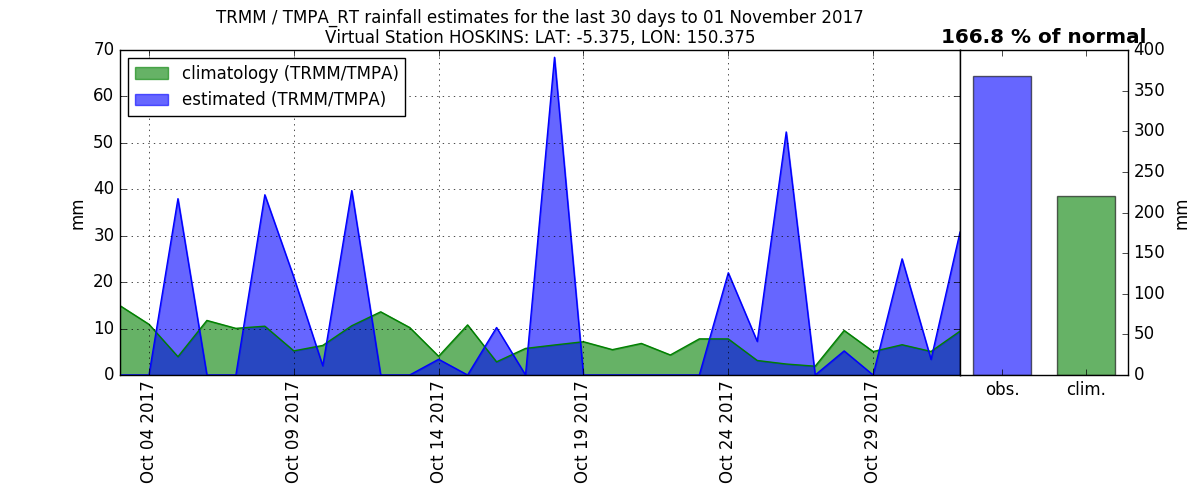 TRMM / TMPA_RT rainfall estimates for the last 30 days to 01 November 2017
Virtual Station HOSKINS: LAT: -5.375, LON: 150.375
166.8 % of normal
climatology (TRMM/TMPA)
estimated (TRMM/TMPA)
70
60
50
40
30
20
10
0
mm
Oct 04 2017
Oct 09 2017
Oct 14 2017
Oct 19 2017
Oct 24 2017
Oct 29 2017
obs.
clim.
400
350
300
250
200
150
100
50
0
mm